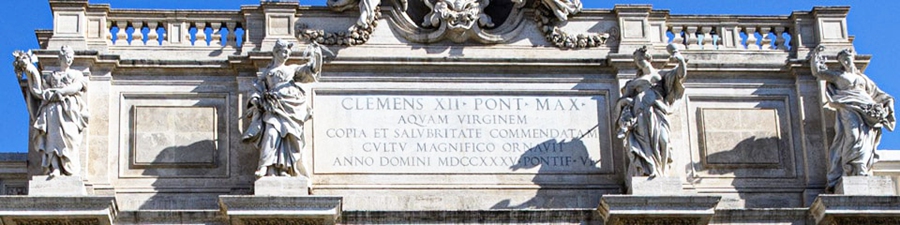 CLEMENS XII · PONT · MAX ·
AQVAM VIRGINEM
COPIA ET SALVBRITATE COMMENDATAM
CVLTV MAGNIFICO ORNAVIT
ANNO DOMINI MDCCXXXV · PONTIF · VI